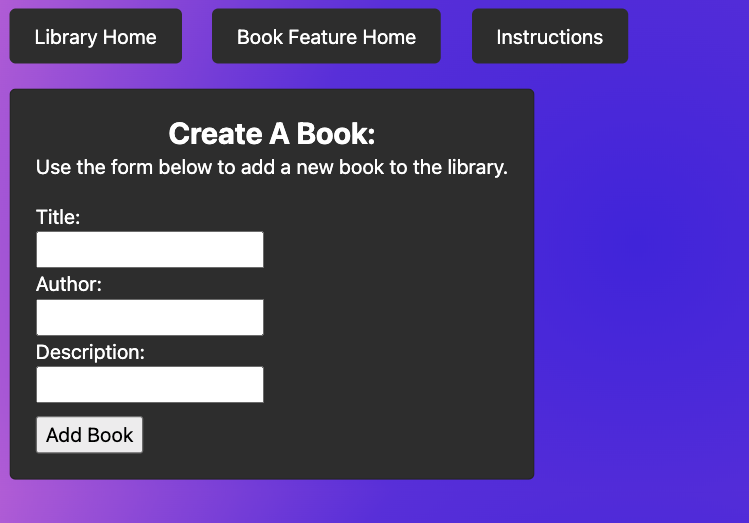 Library Home
Book Feature Home
Instructions
Create A Book:
Use the form below to add a new book to the library.
Title:
Author:
Description:
Add Book